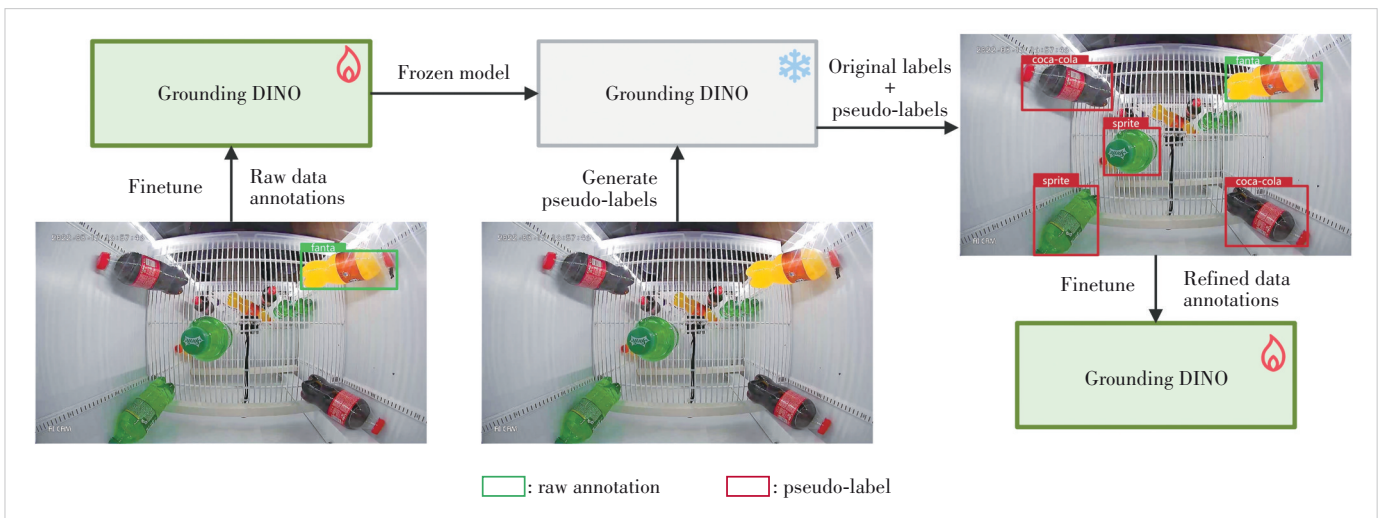 Grounding DINO
Frozen model
Grounding DINO
Original labels
+
pseudo-labels
coca-cola
fanta
sprite
sprite
coca-cola
Finetune
Raw data
annotations
Generate
pseudo-labels
fanta
Finetune
Refined data
annotations
Grounding DINO
: raw annotation
: pseudo-label